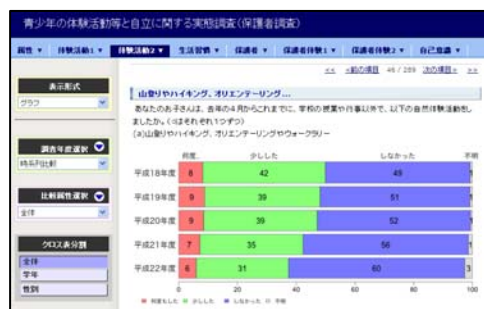 青少年の体験活動等と自立に関する実態調査(保護者調査)
属性 ▼ 体験活動1 ▼ 体験活動2 ▼ 生活習慣 ▼ 保護者 ▼ 保護者体験1 ▼ 保護者体験2 ▼ 自己意識 ▼
<< <前の項目 46 / 289 次の項目> >>
表示形式
グラフ
調査年度選択
時系列比較
比較属性選択
全体
クロス表分割
全体
学年
性別
山登りやハイキング、オリエンテーリング...
あなたのお子さんは、去年の4月からこれまでに、学校の授業や行事以外で、以下の自然体験活動をしましたか。(○はそれぞれ1つずつ)
(a)山登りやハイキング、オリエンテーリングやウォークラリー
何度. 少しした しなかった 不明
平成18年度 8 42 49 1
平成19年度 9 39 51 1
平成20年度 9 39 52 1
平成21年度 7 35 56 1
平成22年度 6 31 60 3
0 20 40 60 80 100
何度もした 少しした しなかった 不明